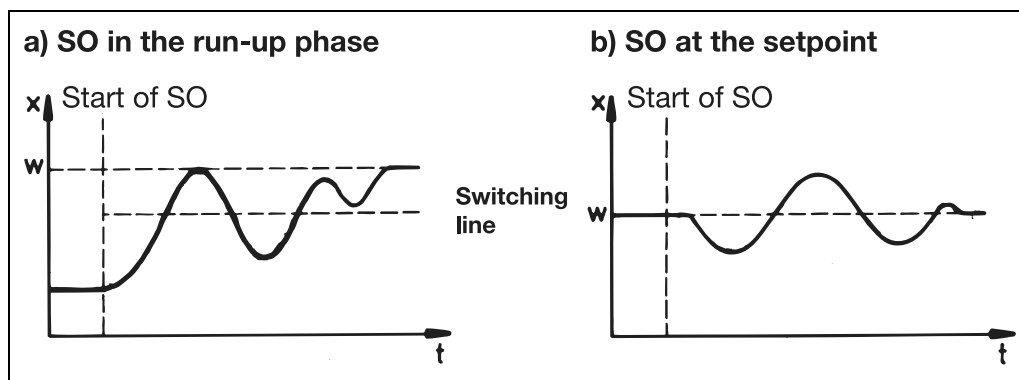 a) SO in the run-up phase
x Start of SO
w
t
Switching
line
b) SO at the setpoint
x Start of SO
w
t